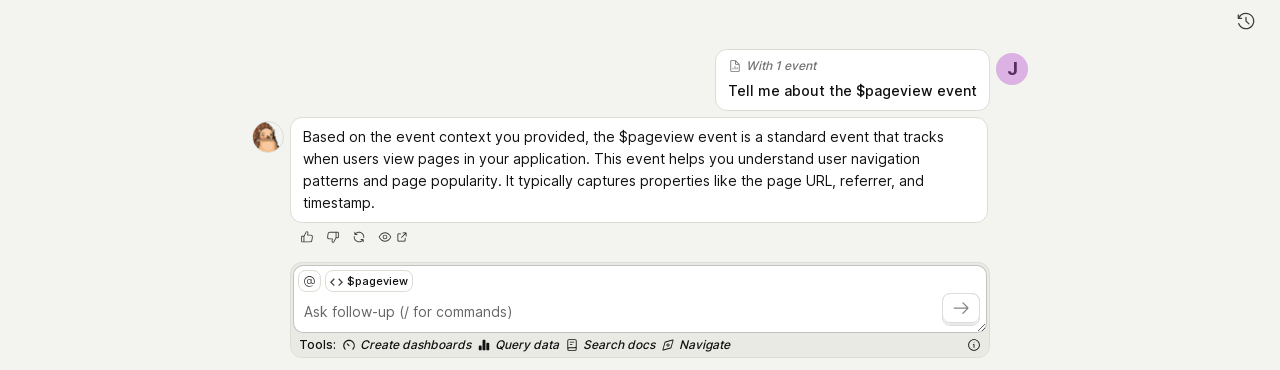 With 1 event
Tell me about the $pageview event
J
Based on the event context you provided, the $pageview event is a standard event that tracks
when users view pages in your application. This event helps you understand user navigation
patterns and page popularity. It typically captures properties like the page URL, referrer, and
timestamp.
@ $pageview
Ask follow-up (/ for commands)
Tools: Create dashboards Query data Search docs Navigate